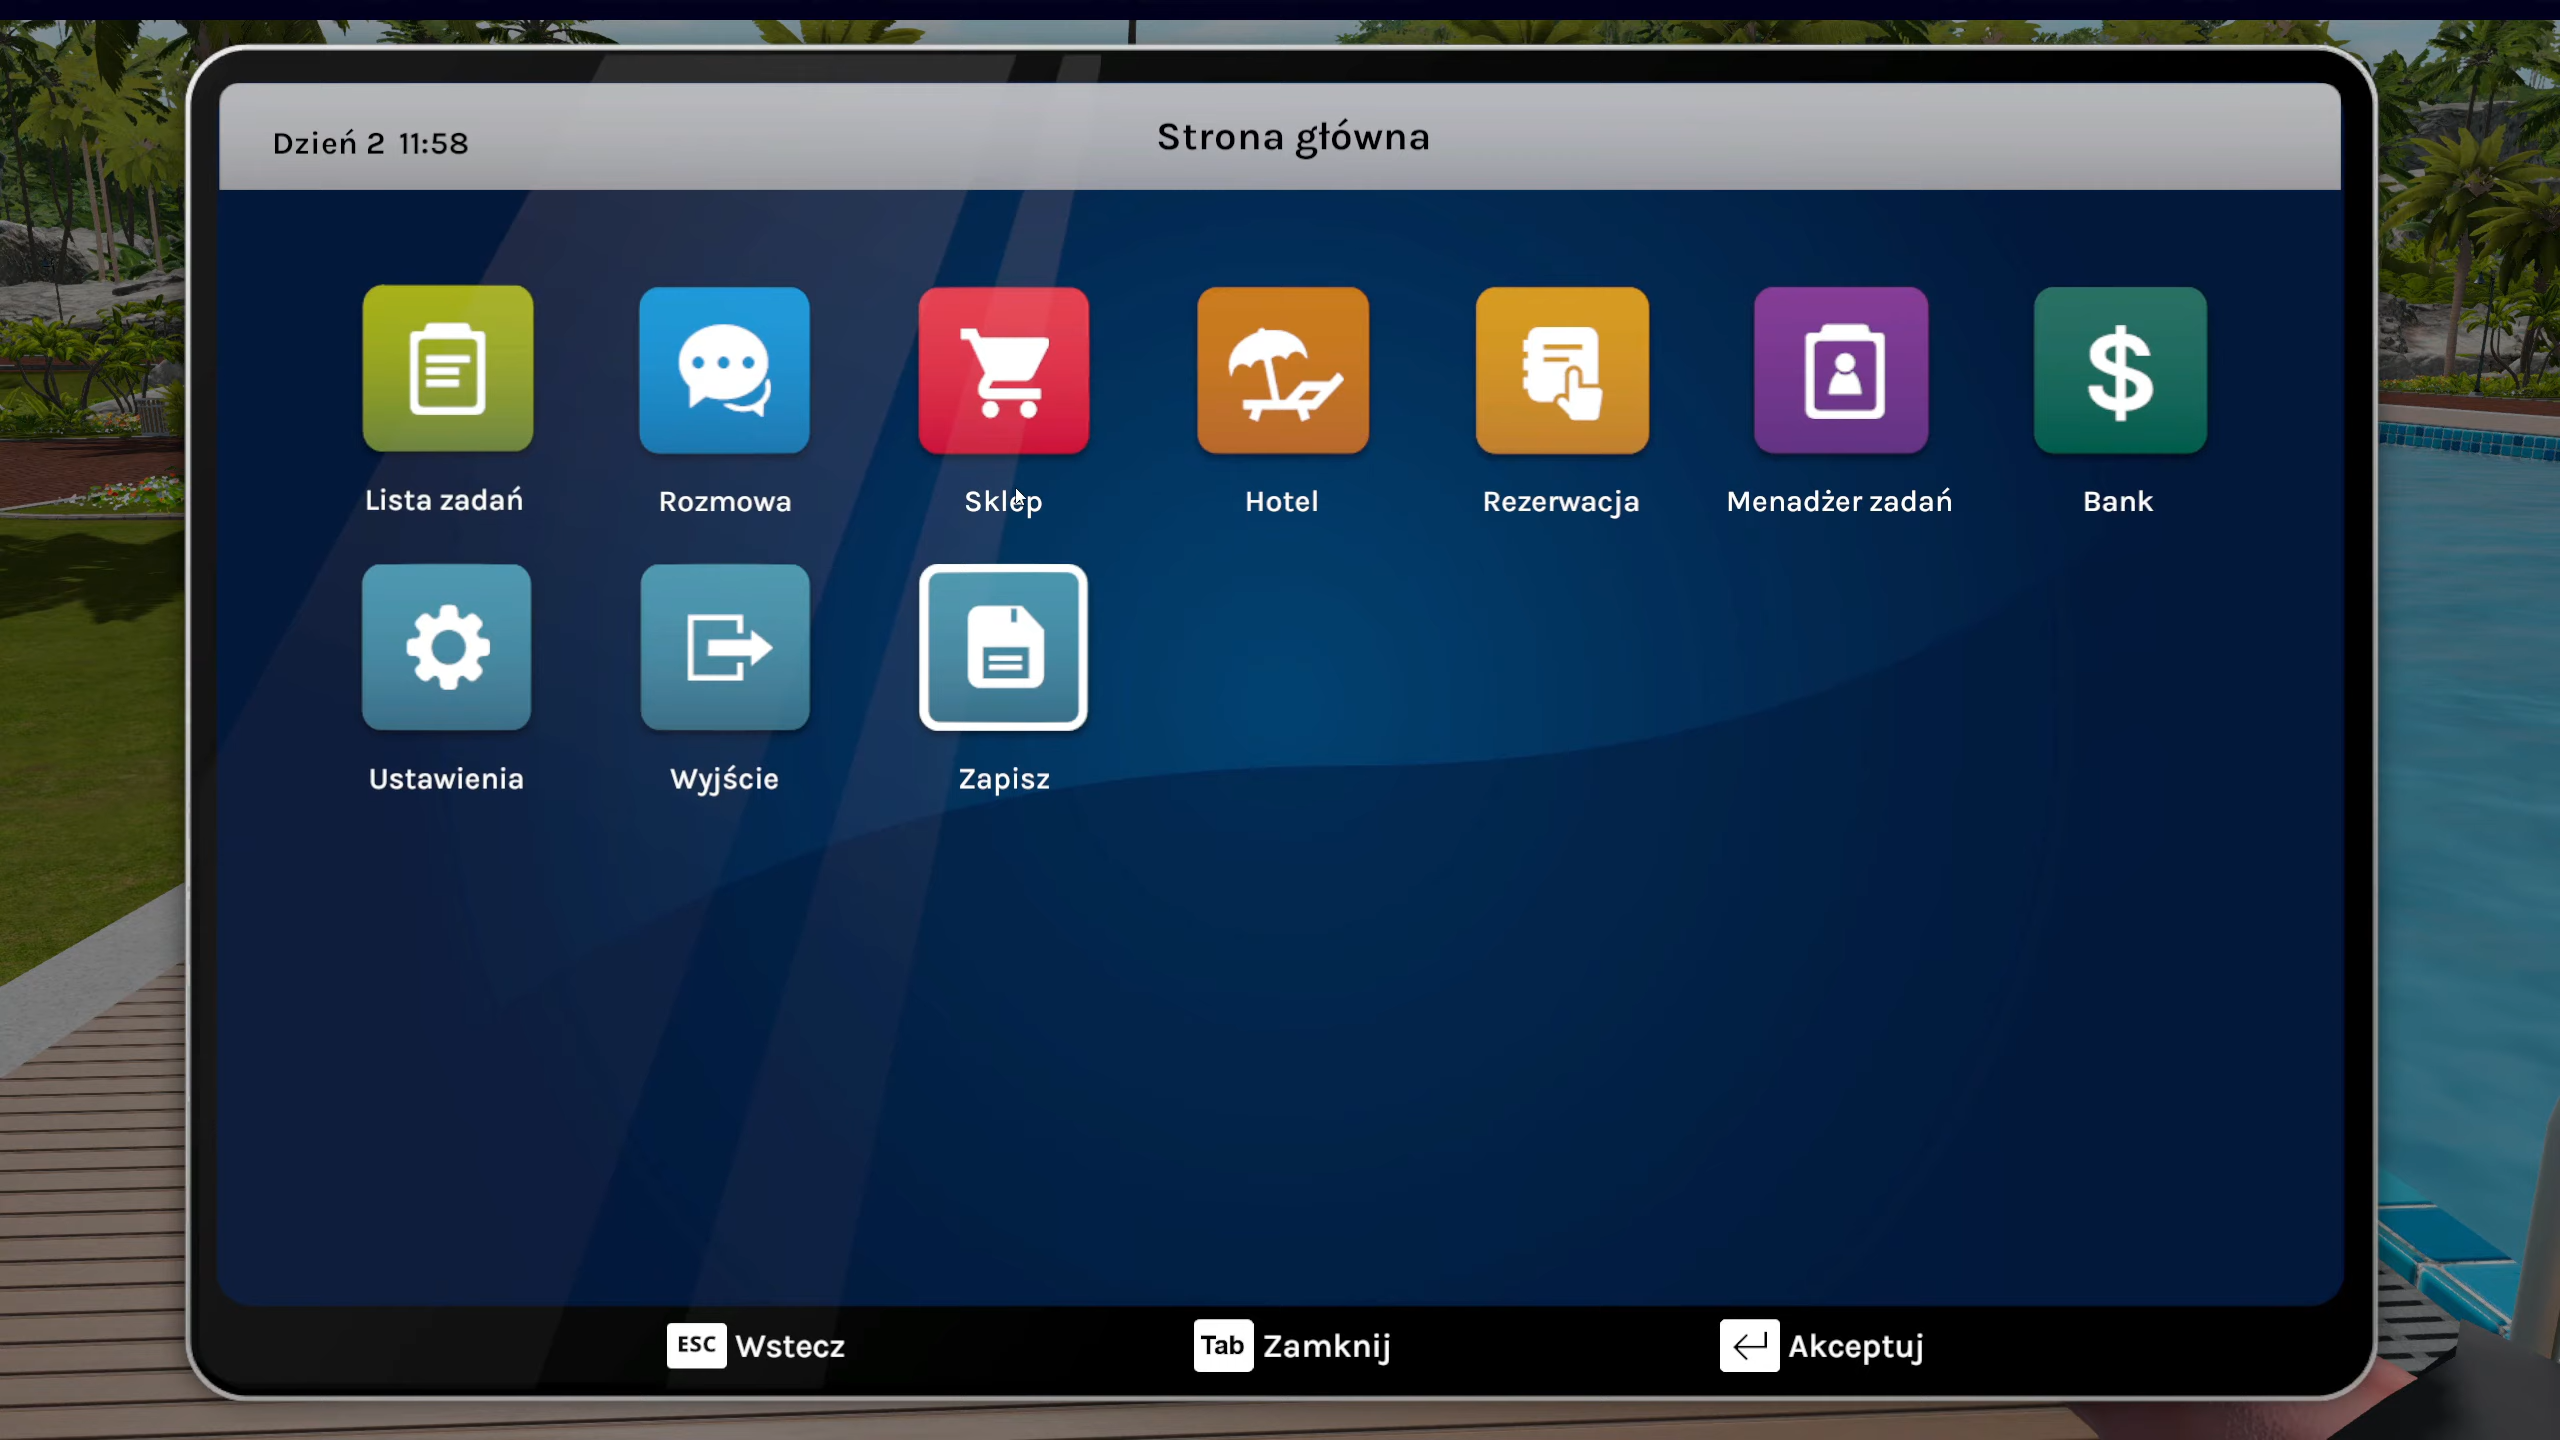 Dzień 2 11:58
Strona główna
Lista zadań
Rozmowa
Sklep
Hotel
Rezerwacja
Menadżer zadań
Bank
$
Ustawienia
Wyjście
Zapisz
ESC Wstecz
Tab Zamknij
Akceptuj